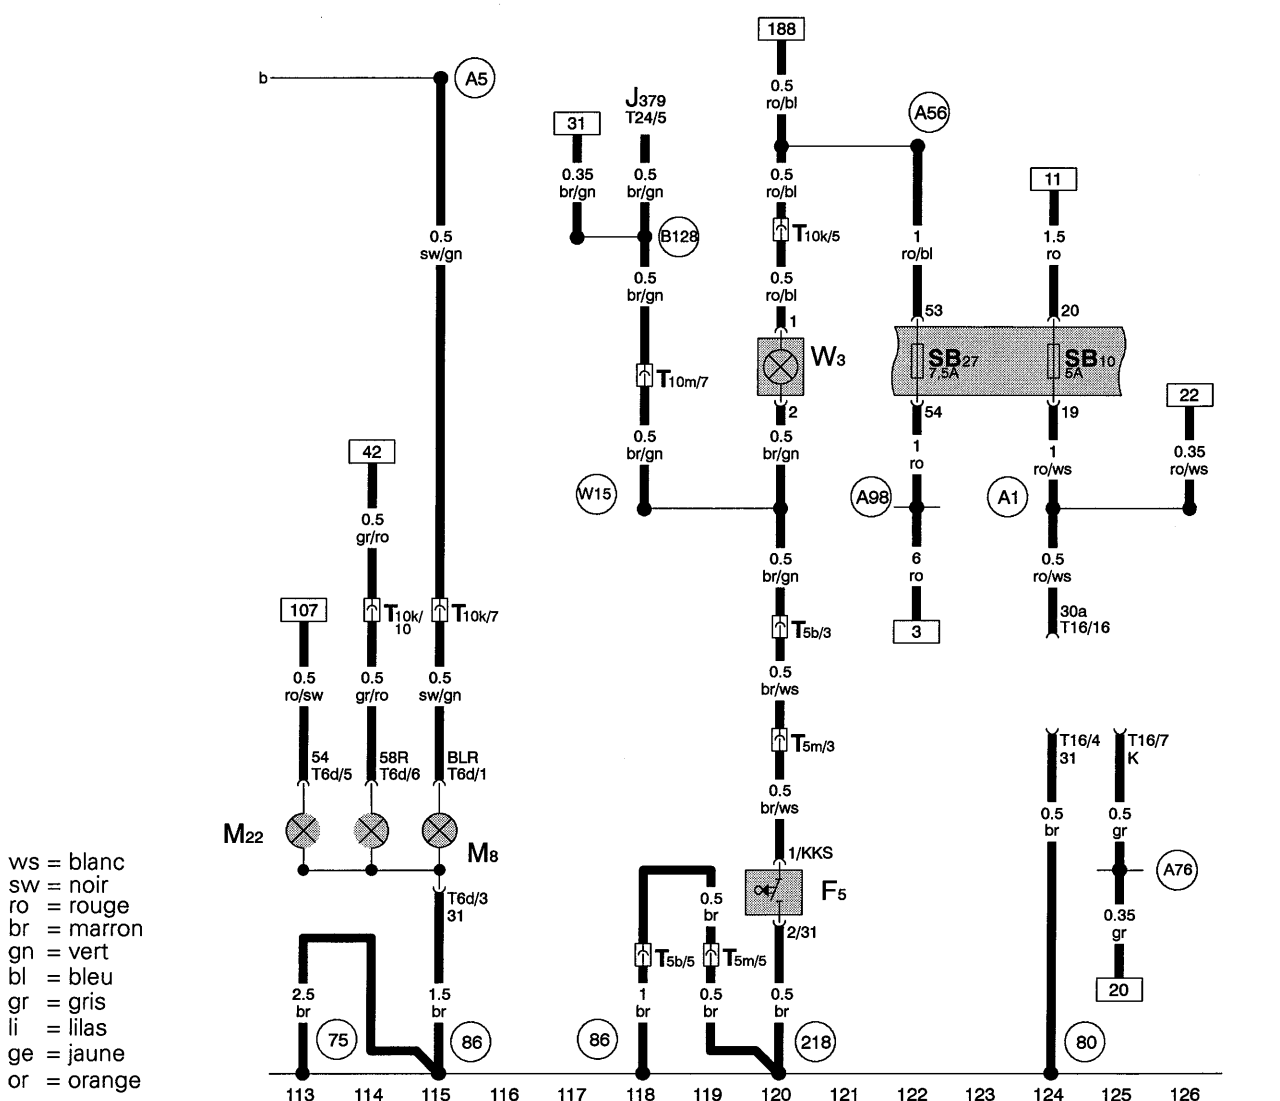 188
b
A5
0.5
ro/bl
J379
T24/5
A56
31
0.35
br/gn
0.5
br/gn
0.5
ro/bl
11
T10k/5
B128
0.5
sw/gn
1
ro/bl
1.5
ro
0.5
br/gn
0.5
ro/bl
1
53
20
W3
SB27
7,5A
SB10
5A
T10m/7
22
2
54
19
0.5
br/gn
0.5
br/gn
1
ro
1
ro/ws
0.35
ro/ws
42
W15
A98
A1
0.5
gr/ro
0.5
br/gn
6
ro
0.5
ro/ws
107
T10k/
10
T10k/7
T5b/3
3
30a
T16/16
0.5
ro/sw
0.5
gr/ro
0.5
sw/gn
0.5
br/ws
T5m/3
T16/4
31
T16/7
K
54
T6d/5
58R
T6d/6
BLR
T6d/1
0.5
br/ws
0.5
br
0.5
gr
M22
M8
1/KKS
F5
A76
T6d/3
31
0.5
br
2/31
0.35
gr
T5b/5
T5m/5
20
2.5
br
1.5
br
1
br
0.5
br
0.5
br
75
86
86
218
80
113 114 115 116 117 118 119 120 121 122 123 124 125 126
ws = blanc
sw = noir
ro = rouge
br = marron
gn = vert
bl = bleu
gr = gris
li = lilas
ge = jaune
or = orange